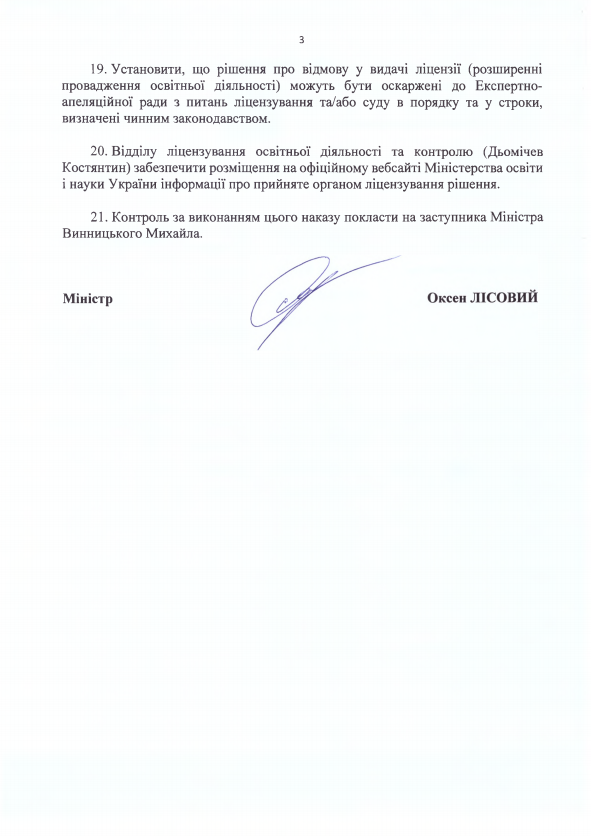 3
19. Установити, що рішення про відмову у видачі ліцензії (розширенні
провадження освітньої діяльності) можуть бути оскаржені до Експертно-
апеляційної ради з питань ліцензування та/або суду в порядку та у строки,
визначені чинним законодавством.
20. Відділу ліцензування освітньої діяльності та контролю (Дьомічев
Костянтин) забезпечити розміщення на офіційному вебсайті Міністерства освіти
і науки України інформації про прийняте органом ліцензування рішення.
21. Контроль за виконанням цього наказу покласти на заступника Міністра
Винницького Михайла.
Міністр Оксен ЛІСОВИЙ